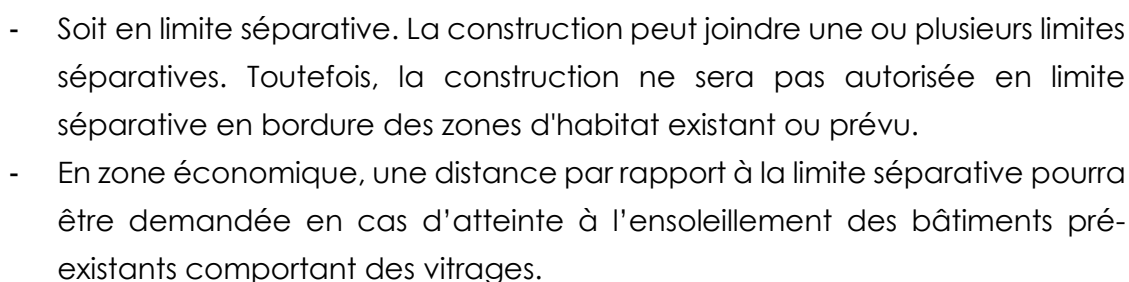 - Soit en limite séparative. La construction peut joindre une ou plusieurs limites
séparatives. Toutefois, la construction ne sera pas autorisée en limite
séparative en bordure des zones d'habitat existant ou prévu.
- En zone économique, une distance par rapport à la limite séparative pourra
être demandée en cas d’atteinte à l’ensoleillement des bâtiments pré-
existants comportant des vitrages.